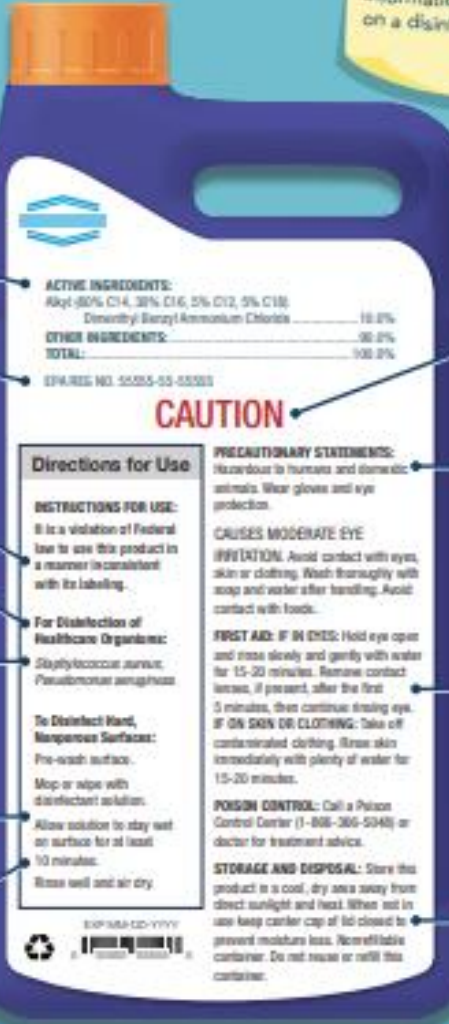 on a disin
ACTIVE INGREDIENTS:
Alkyl (60% C14, 30% C16, 5% C12, 5% C18)
Dimenthyl Benzyl Ammonium Chloride 10.0%
OTHER INGREDIENTS: 90.0%
TOTAL: 100.0%
EPA REG NO. 55555-55-55555
CAUTION
Directions for Use
INSTRUCTIONS FOR USE:
It is a violation of Federal
law to use this product in
a manner inconsistent
with its labeling.
For Disinfection of
Healthcare Organisms:
Staphylococcus aureus,
Pseudomonas aeruginosa
To Disinfect Hard,
Nonporous Surfaces:
Pre-wash surface.
Mop or wipe with
disinfectant solution.
Allow solution to stay wet
on surface for at least
10 minutes.
Rinse well and air dry.
PRECAUTIONARY STATEMENTS:
Hazardous to humans and domestic
animals. Wear gloves and eye
protection.
CAUSES MODERATE EYE
IRRITATION. Avoid contact with eyes,
skin or clothing. Wash thoroughly with
soap and water after handling. Avoid
contact with foods.
FIRST AID: IF IN EYES: Hold eye open
and rinse slowly and gently with water
for 15-20 minutes. Remove contact
lenses, if present, after the first
5 minutes, then continue rinsing eye.
IF ON SKIN OR CLOTHING: Take off
contaminated clothing. Rinse skin
immediately with plenty of water for
15-20 minutes.
POISON CONTROL: Call a Poison
Control Center (1-866-366-5048) or
doctor for treatment advice.
STORAGE AND DISPOSAL: Store this
product in a cool, dry area away from
direct sunlight and heat. When not in
use keep center cap of lid closed to
prevent moisture loss. Nonrefillable
container. Do not reuse or refill this
container.
EXP MM-DD-YYYY